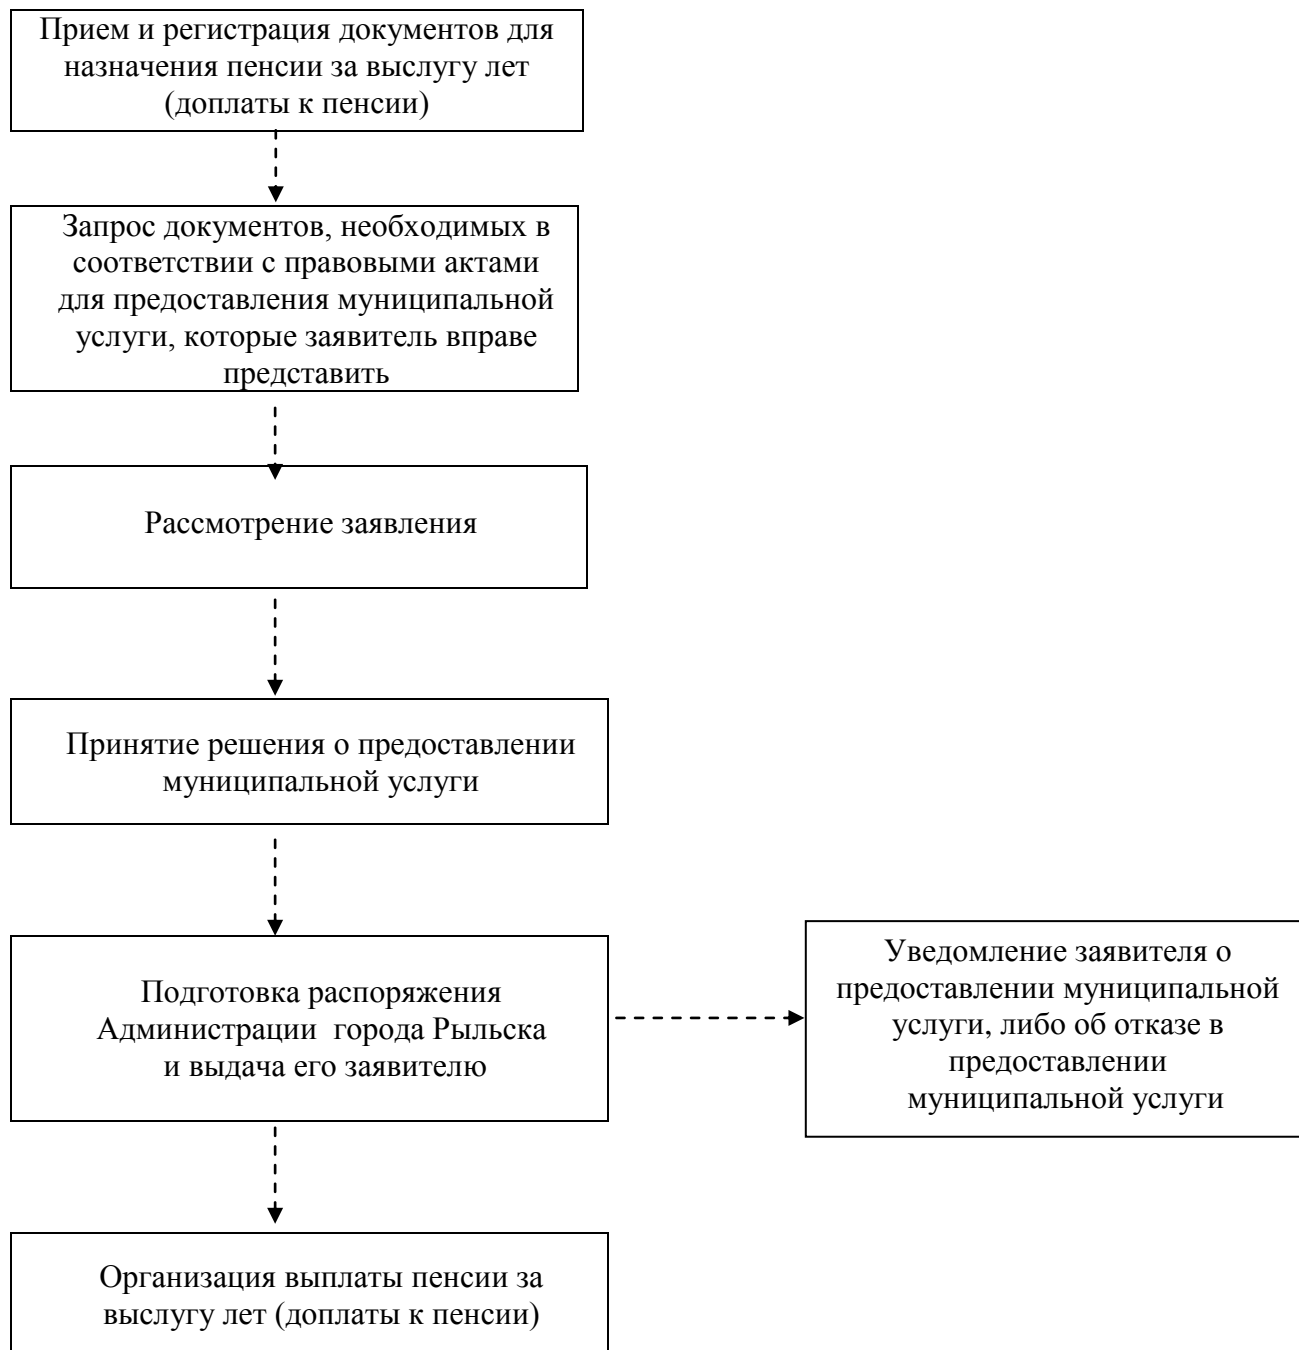 Прием и регистрация документов для
назначения пенсии за выслугу лет
(доплаты к пенсии)
Запрос документов, необходимых в
соответствии с правовыми актами
для предоставления муниципальной
услуги, которые заявитель вправе
представить
Рассмотрение заявления
Принятие решения о предоставлении
муниципальной услуги
Подготовка распоряжения
Администрации города Рыльска
и выдача его заявителю
Уведомление заявителя о
предоставлении муниципальной
услуги, либо об отказе в
предоставлении
муниципальной услуги
Организация выплаты пенсии за
выслугу лет (доплаты к пенсии)